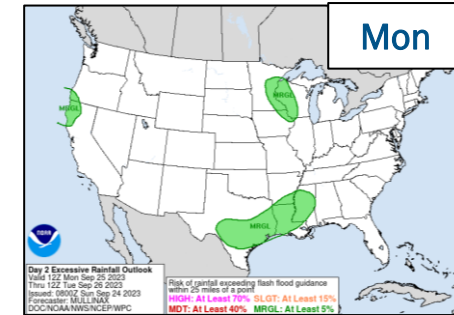 Mon
MRGL
MRGL
MRGL
noaa
Day 2 Excessive Rainfall Outlook
Valid 12Z Mon Sep 25 2023
Thru 12Z Tue Sep 26 2023
Issued: 0800Z Sun Sep 24 2023
Forecaster: MULLINAX
DOC/NOAA/NWS/NCEP/WPC
Risk of rainfall exceeding flash flood guidance
within 25 miles of a point
HIGH: At Least 70% SLGT: At Least 15%
MDT: At Least 40% MRGL: At Least 5%